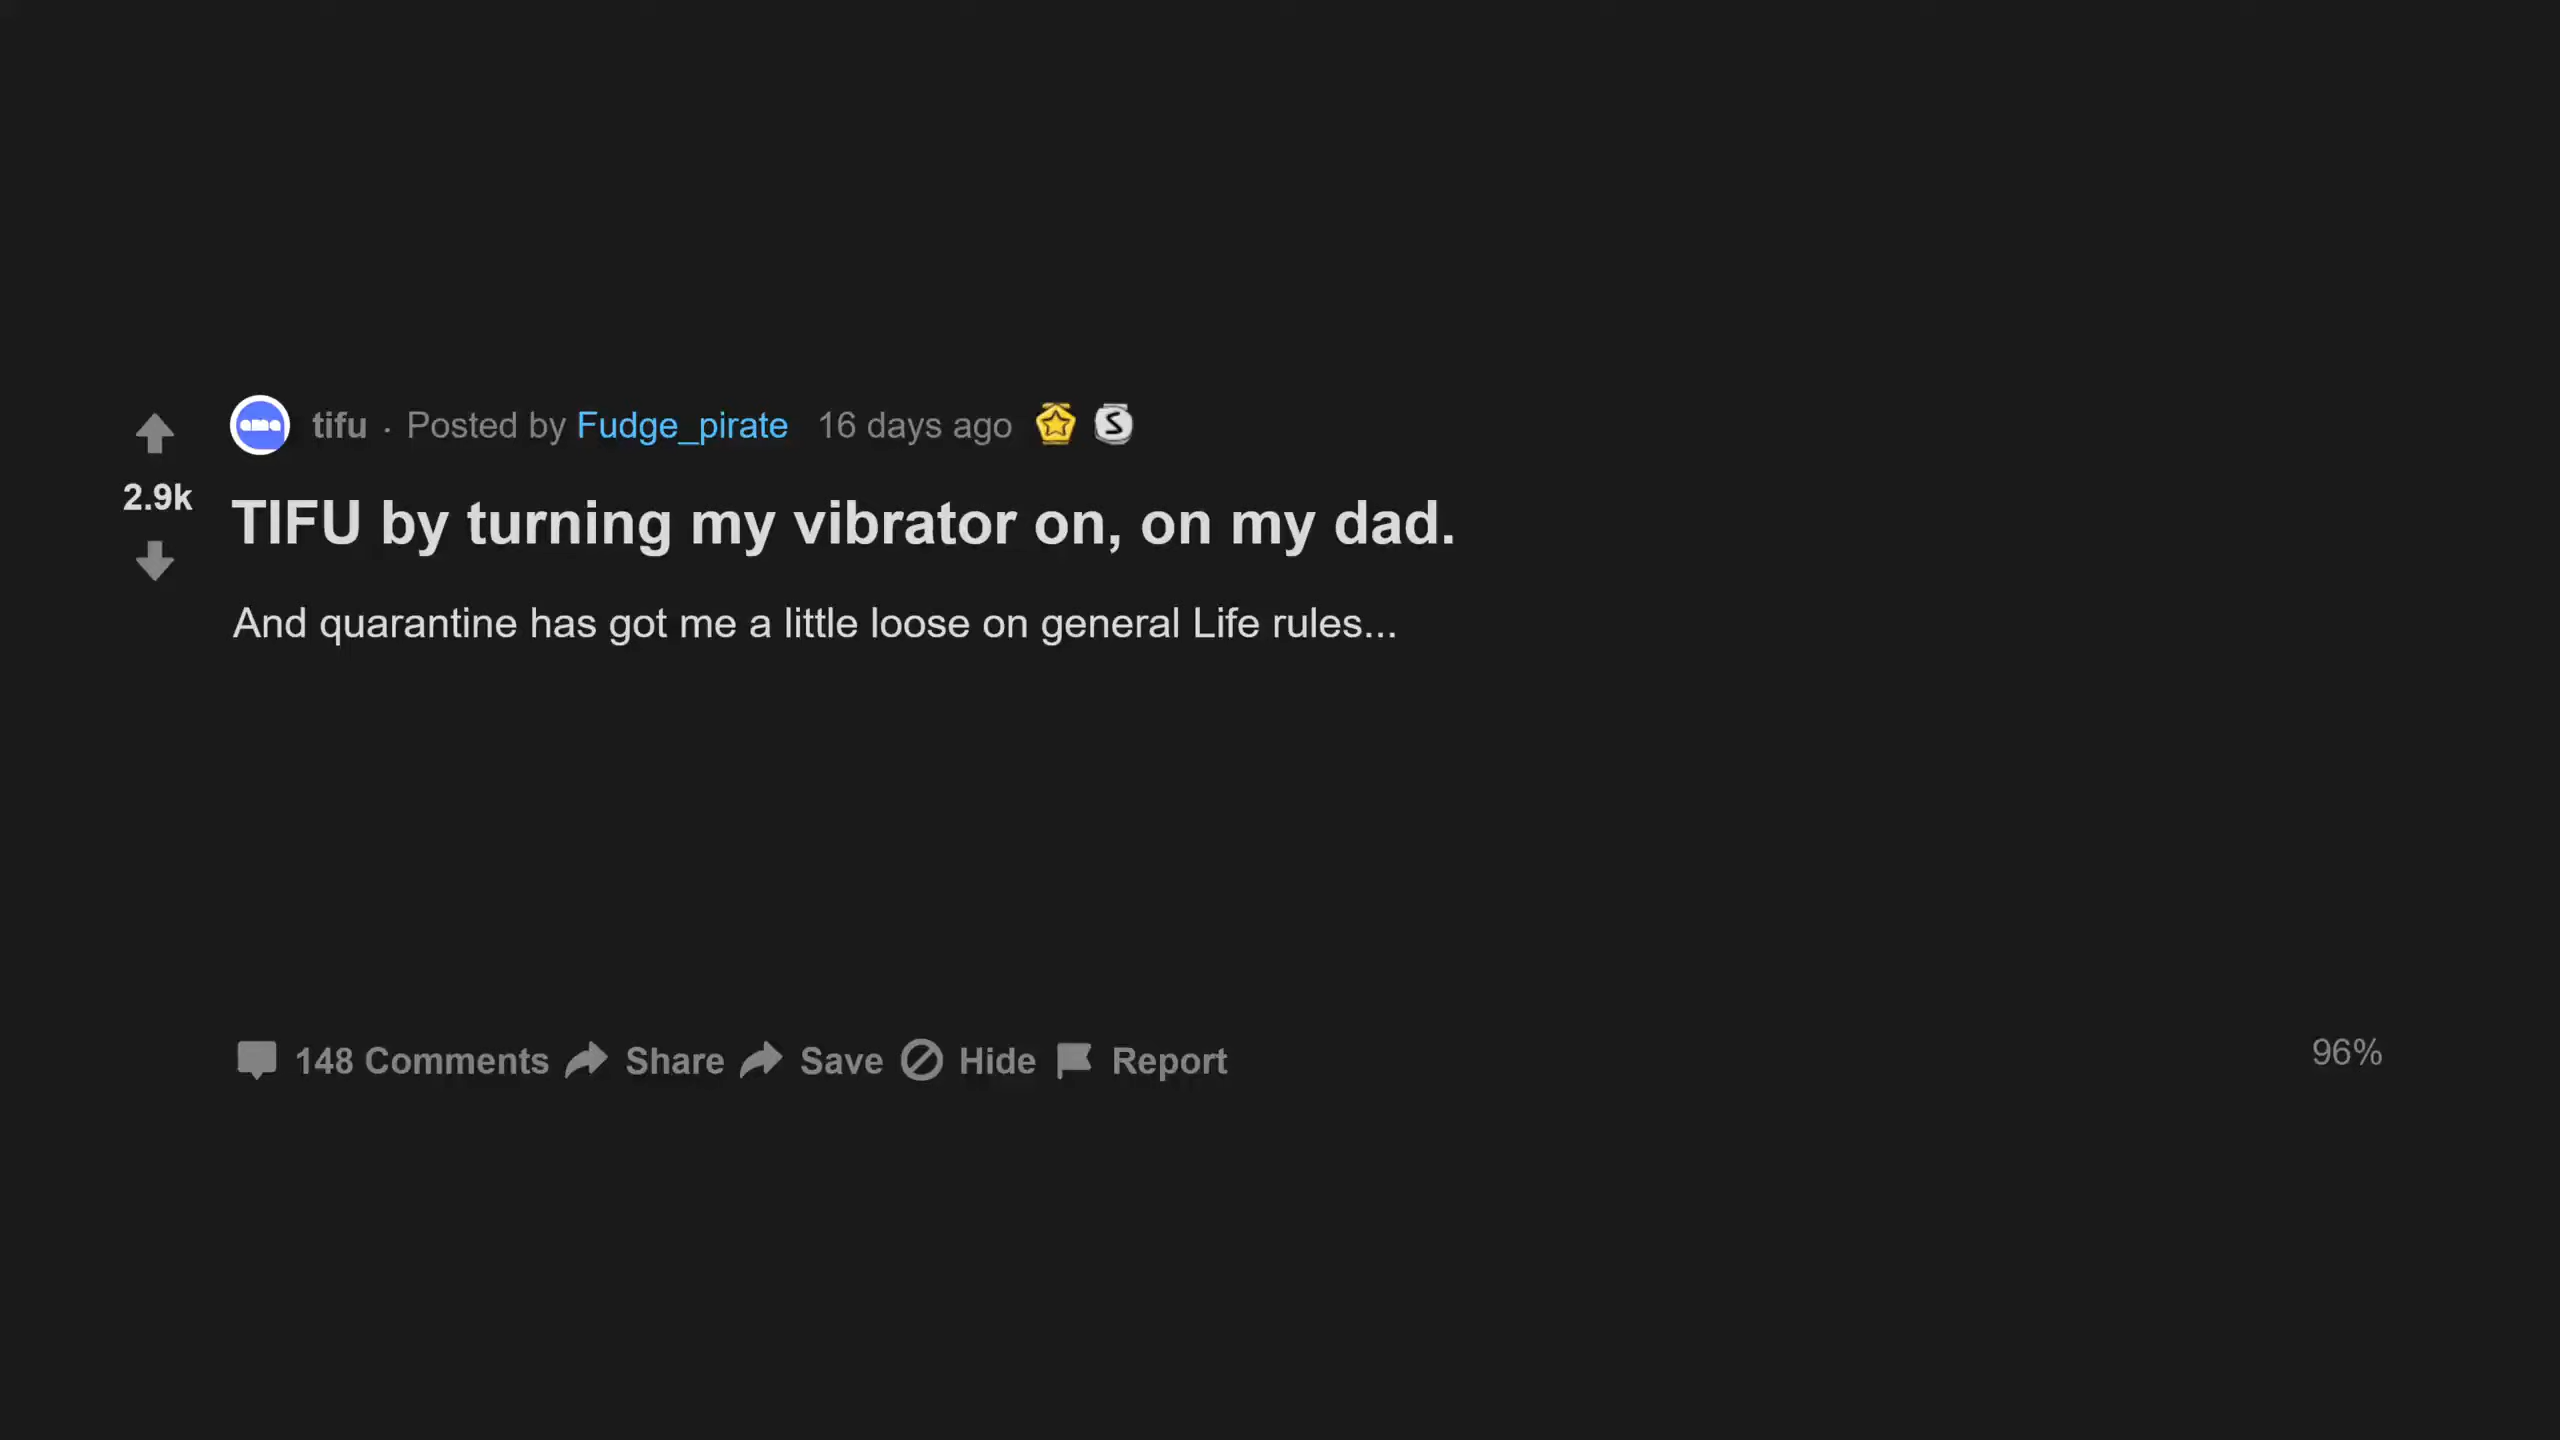 tifu · Posted by Fudge_pirate 16 days ago
2.9k
TIFU by turning my vibrator on, on my dad.
And quarantine has got me a little loose on general Life rules...
148 Comments Share Save Hide Report
96%